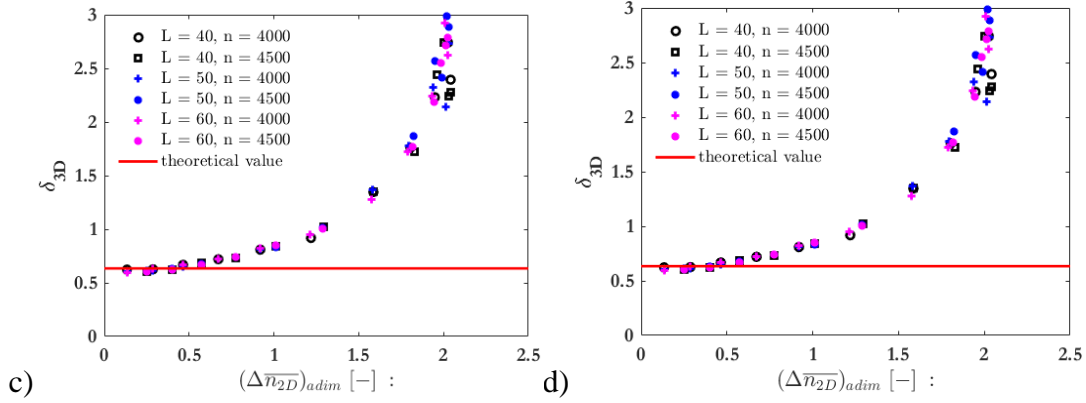 3
2.5
2
1.5
1
0.5
0
δ3D
L = 40, n = 4000
L = 40, n = 4500
L = 50, n = 4000
L = 50, n = 4500
L = 60, n = 4000
L = 60, n = 4500
theoretical value
0 0.5 1 1.5 2 2.5
c) (Δn2D)adim [−] :
3
2.5
2
1.5
1
0.5
0
δ3D
L = 40, n = 4000
L = 40, n = 4500
L = 50, n = 4000
L = 50, n = 4500
L = 60, n = 4000
L = 60, n = 4500
theoretical value
0 0.5 1 1.5 2 2.5
d) (Δn2D)adim [−] :